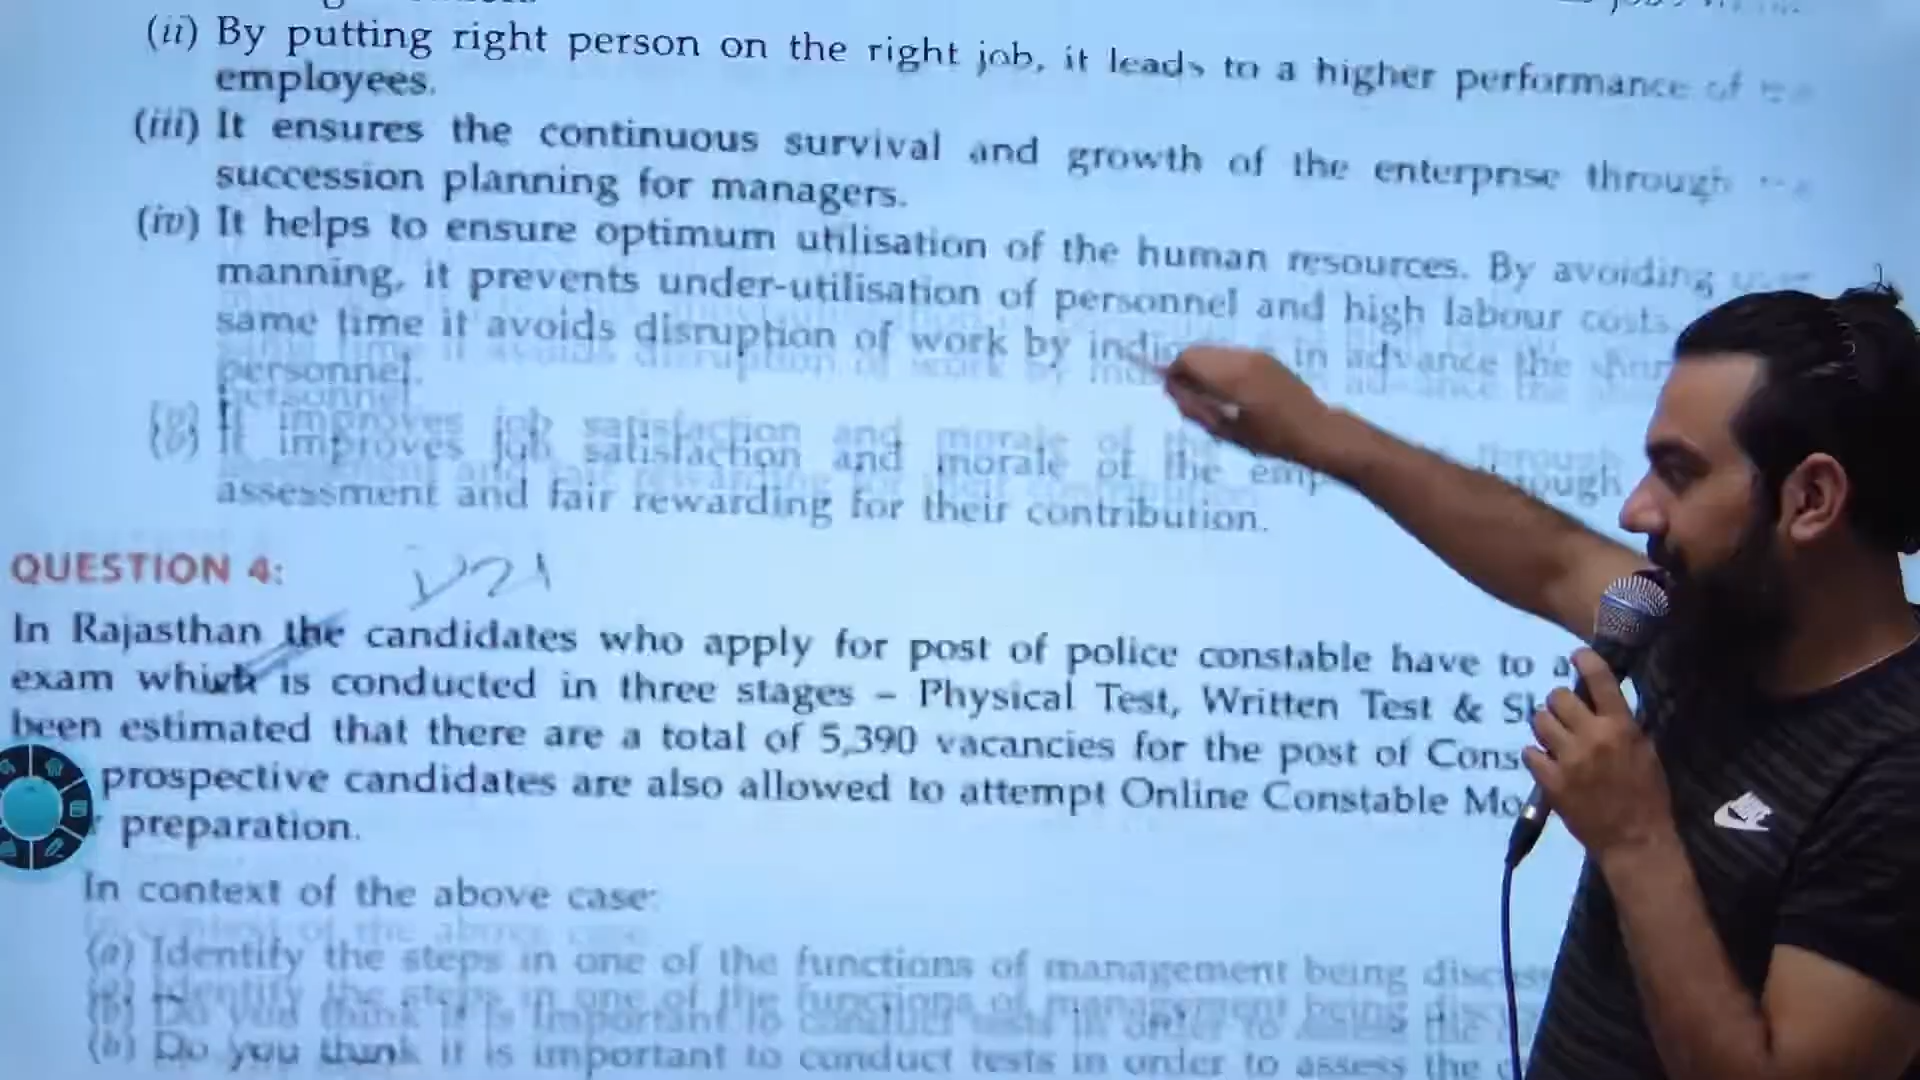 (ii) By putting right person on the right job, it leads to a higher performance of
employees.
(iii) It ensures the continuous survival and growth of the enterprise through
succession planning for managers.
(iv) It helps to ensure optimum utilisation of the human resources. By avoiding
manning, it prevents under-utilisation of personnel and high labour costs.
same time it avoids disruption of work by in advance the
personnel.
(v) It improves job satisfaction and morale of the through
assessment and fair rewarding for their contribution.
QUESTION 4:
In Rajasthan the candidates who apply for post of police constable have to
exam which is conducted in three stages – Physical Test, Written Test &
been estimated that there are a total of 5,390 vacancies for the post of
prospective candidates are also allowed to attempt Online Constable
preparation.
In context of the above case:
(a) Identify the steps in one of the functions of management being
(b) Do you think it is important to conduct tests in order to assess the